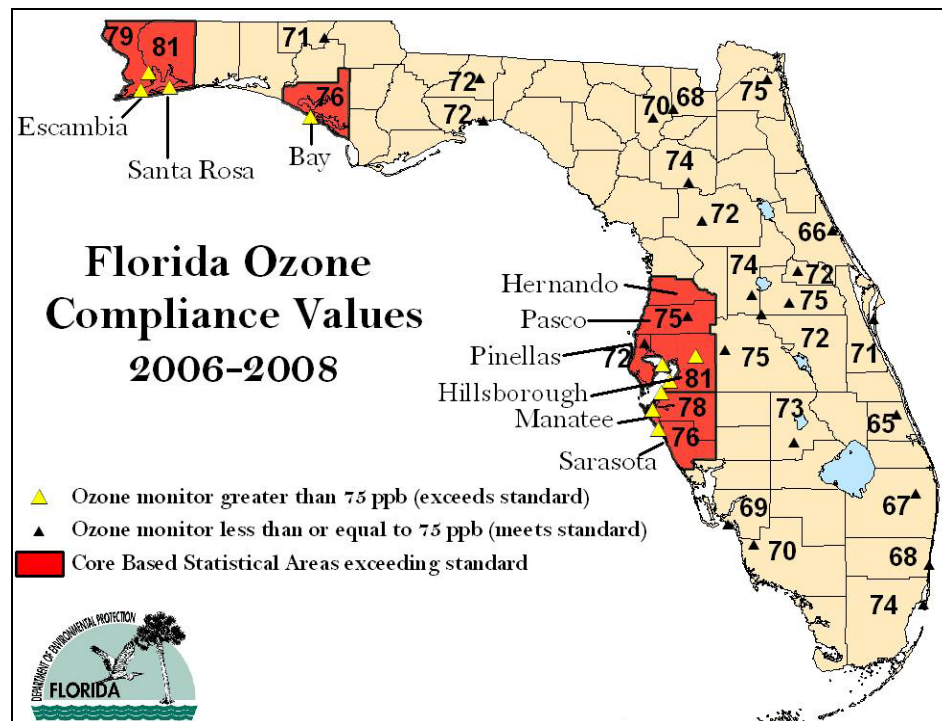 79
81
71
76
72
72
70
68
75
Escambia
Santa Rosa
Bay
74
72
66
Florida Ozone
Compliance Values
2006-2008
Hernando
Pasco
Pinellas
Hillsborough
Manatee
Sarasota
75
72
81
78
76
74
72
75
75
72
71
73
65
69
70
67
68
74
Ozone monitor greater than 75 ppb (exceeds standard)
Ozone monitor less than or equal to 75 ppb (meets standard)
Core Based Statistical Areas exceeding standard
DEPARTMENT OF ENVIRONMENTAL PROTECTION
FLORIDA